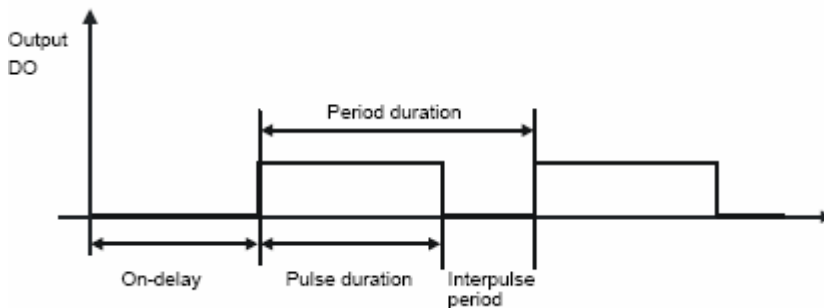 Output
DO
Period duration
On-delay
Pulse duration
Interpulse
period